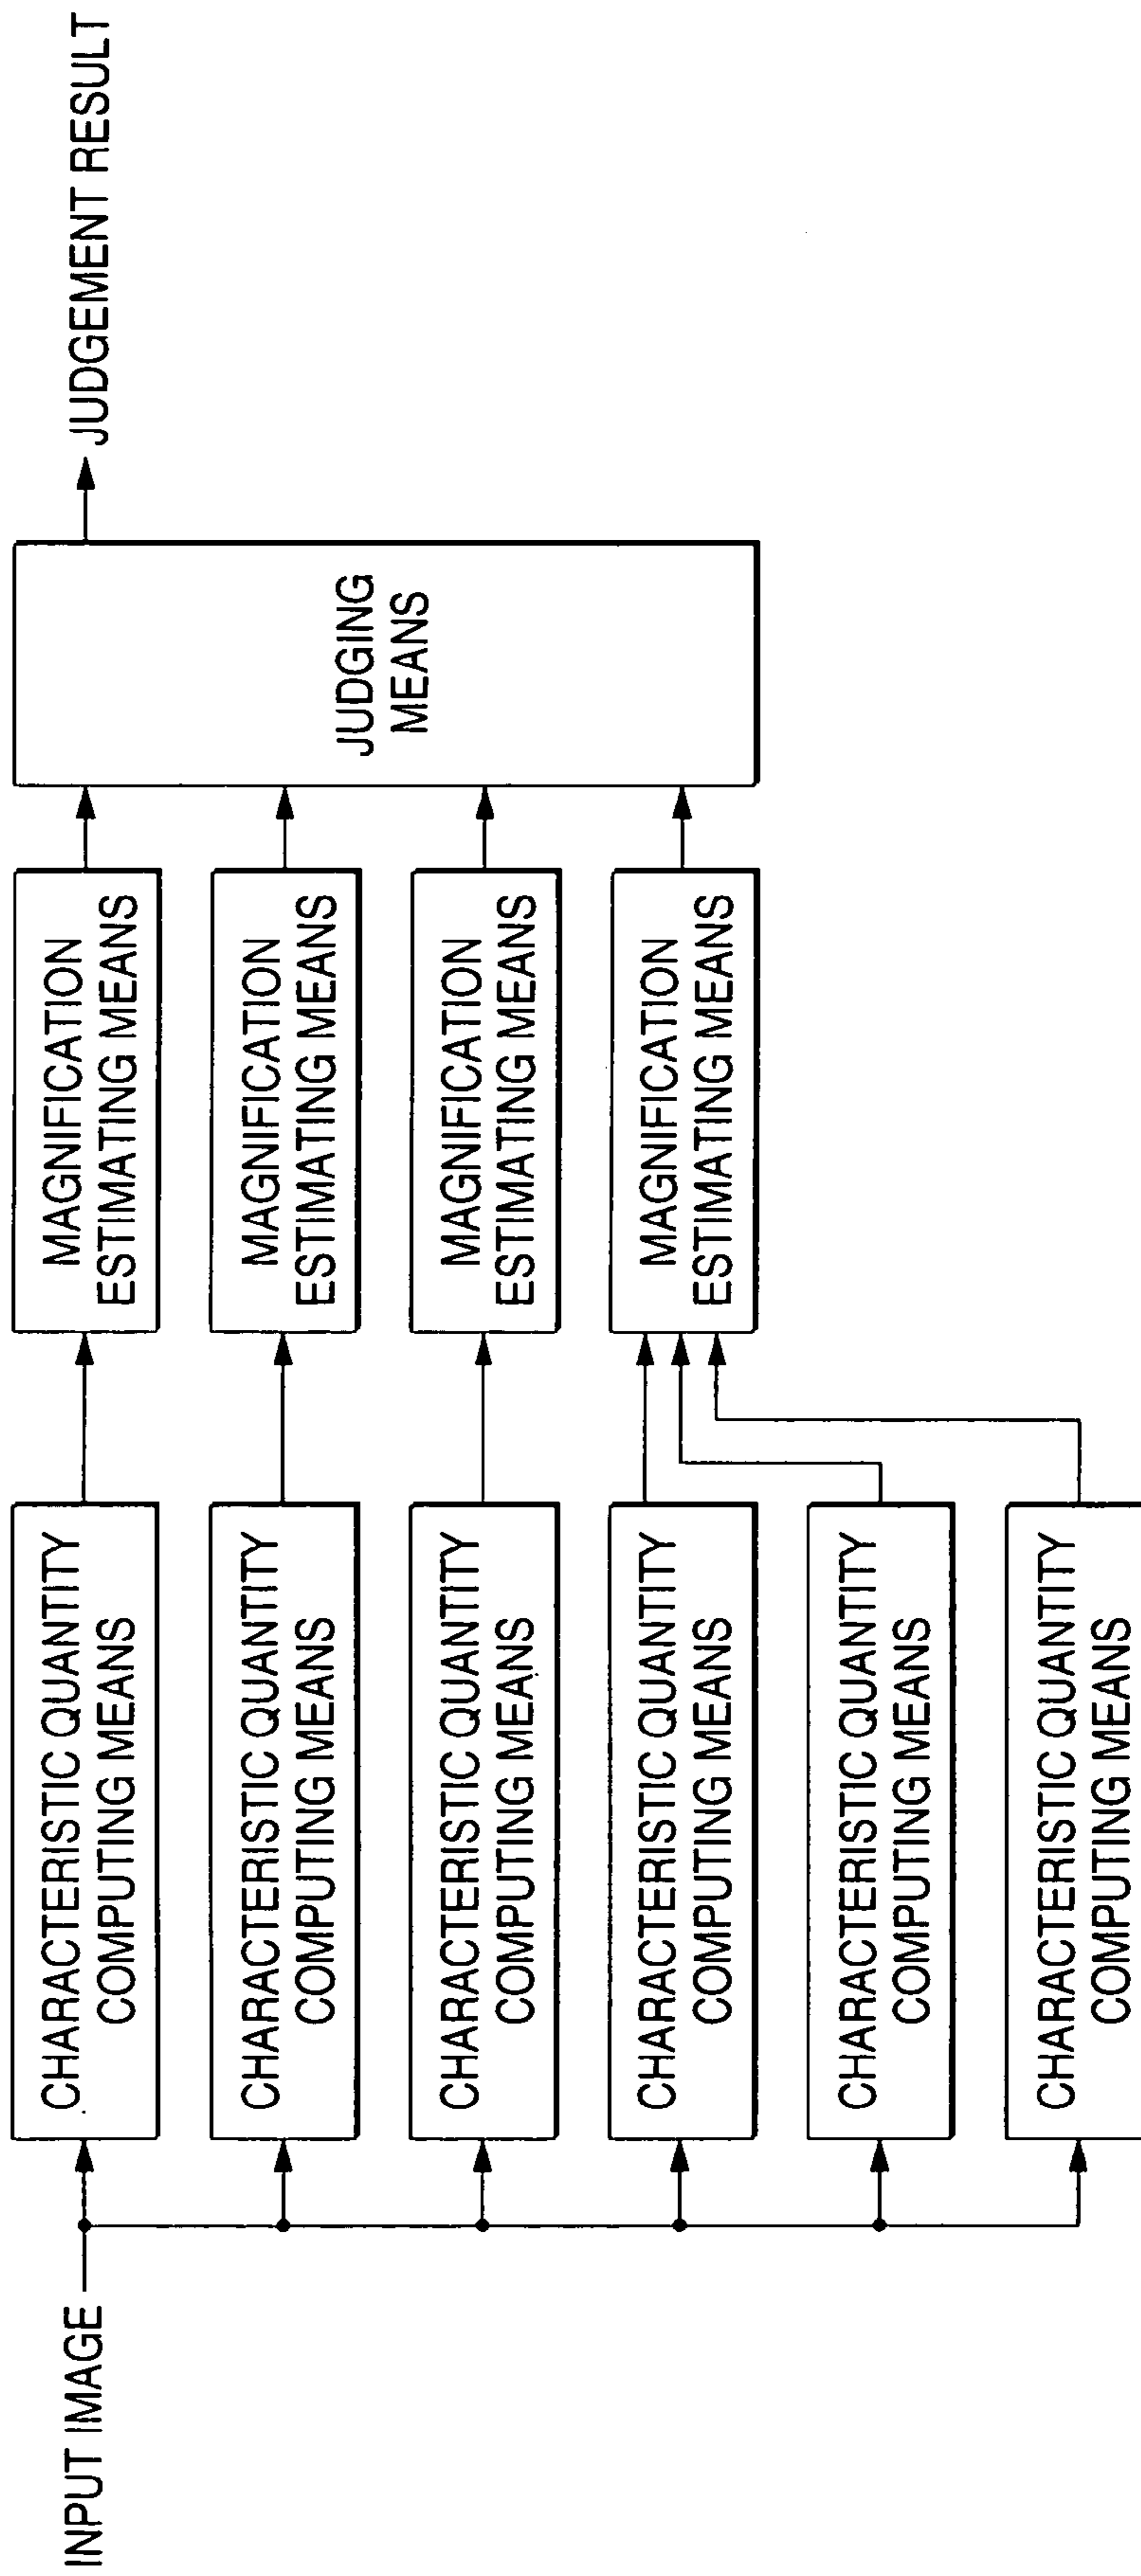 INPUT IMAGE
CHARACTERISTIC QUANTITY
COMPUTING MEANS
CHARACTERISTIC QUANTITY
COMPUTING MEANS
CHARACTERISTIC QUANTITY
COMPUTING MEANS
CHARACTERISTIC QUANTITY
COMPUTING MEANS
CHARACTERISTIC QUANTITY
COMPUTING MEANS
CHARACTERISTIC QUANTITY
COMPUTING MEANS
MAGNIFICATION
ESTIMATING MEANS
MAGNIFICATION
ESTIMATING MEANS
MAGNIFICATION
ESTIMATING MEANS
MAGNIFICATION
ESTIMATING MEANS
JUDGING
MEANS
JUDGEMENT RESULT